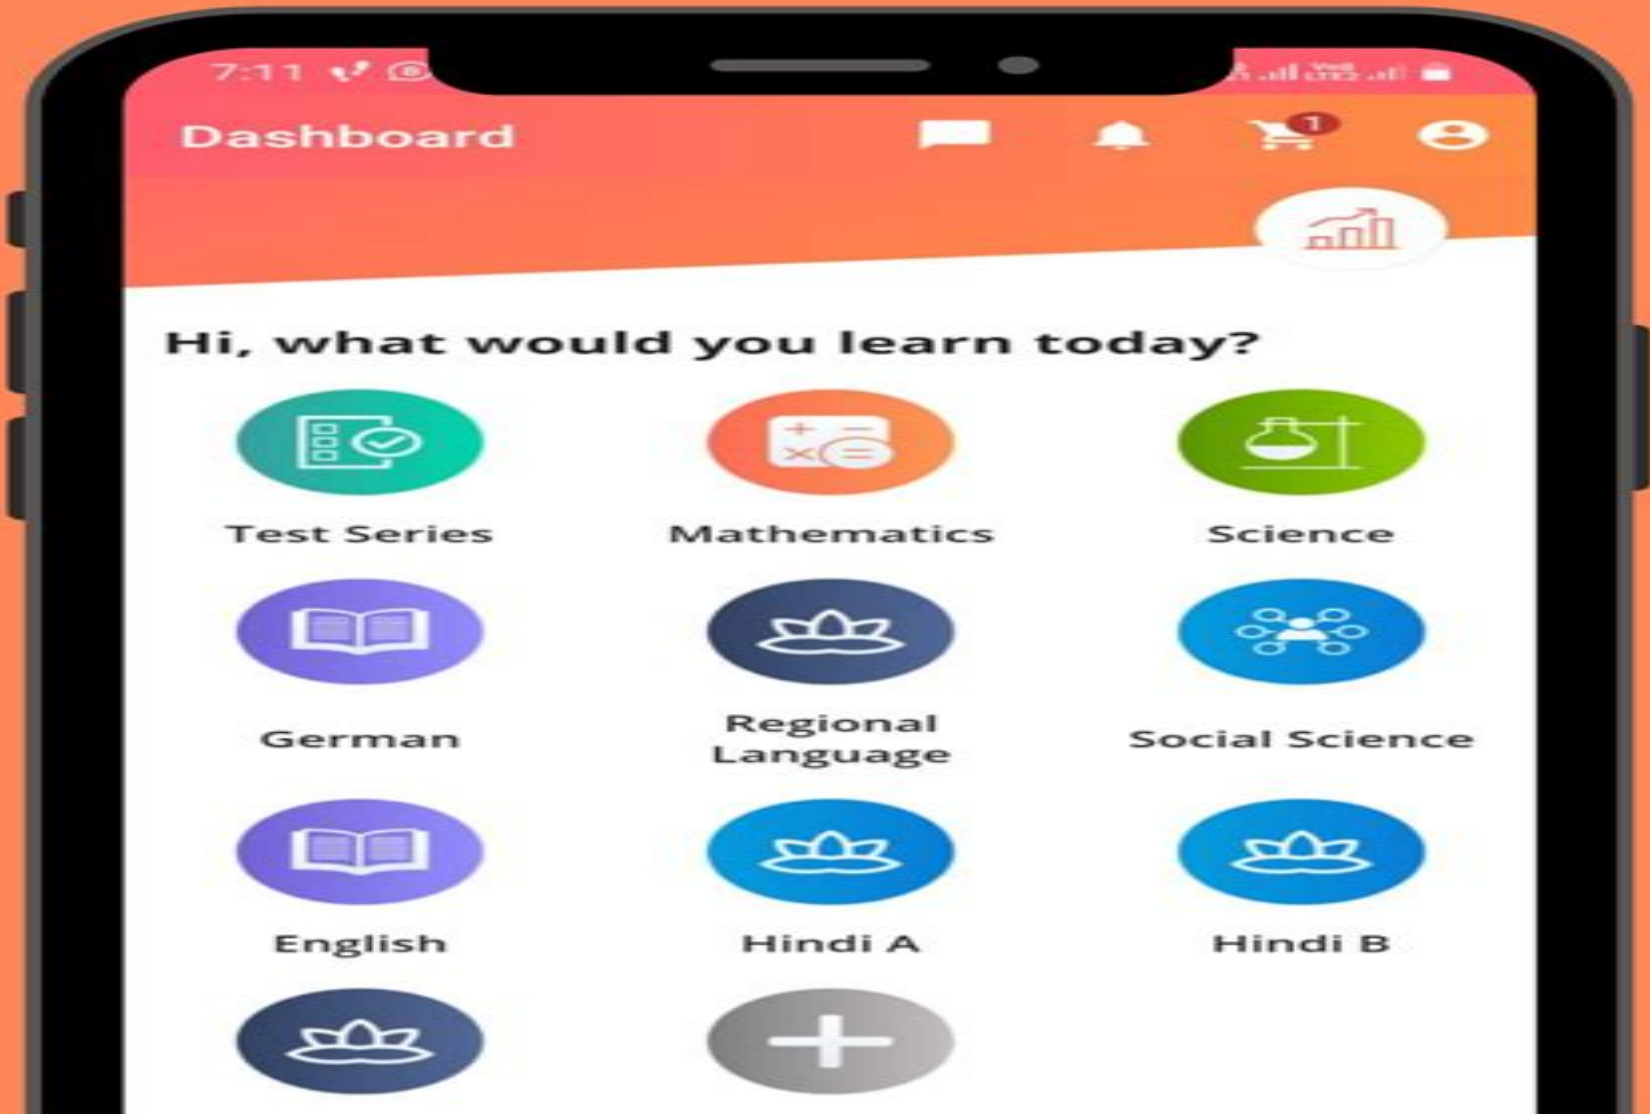 7:11
Dashboard
1
Hi, what would you learn today?
Test Series
Mathematics
Science
German
Regional
Language
Social Science
English
Hindi A
Hindi B